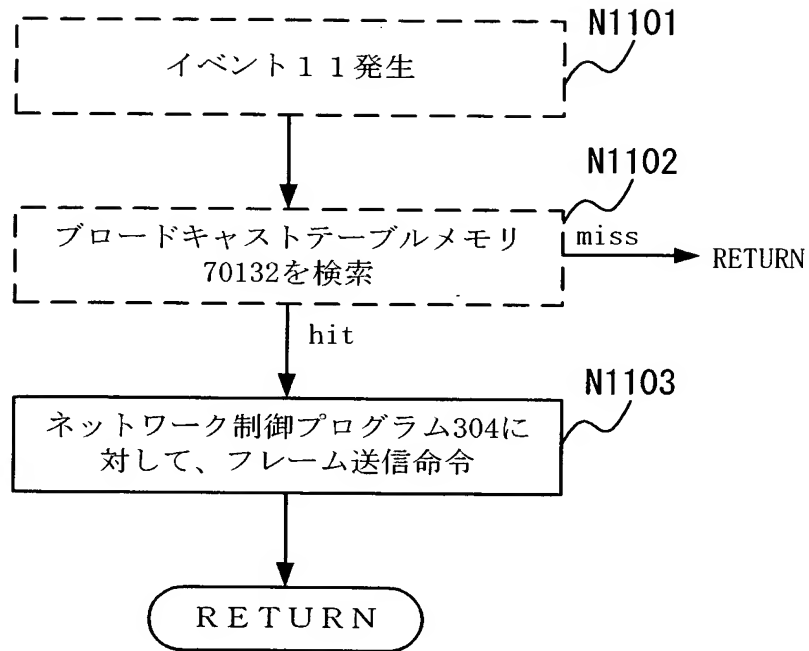 N1101
イベント１１発生
N1102
ブロードキャストテーブルメモリ
70132を検索
miss
RETURN
hit
N1103
ネットワーク制御プログラム304に
対して、フレーム送信命令
RETURN